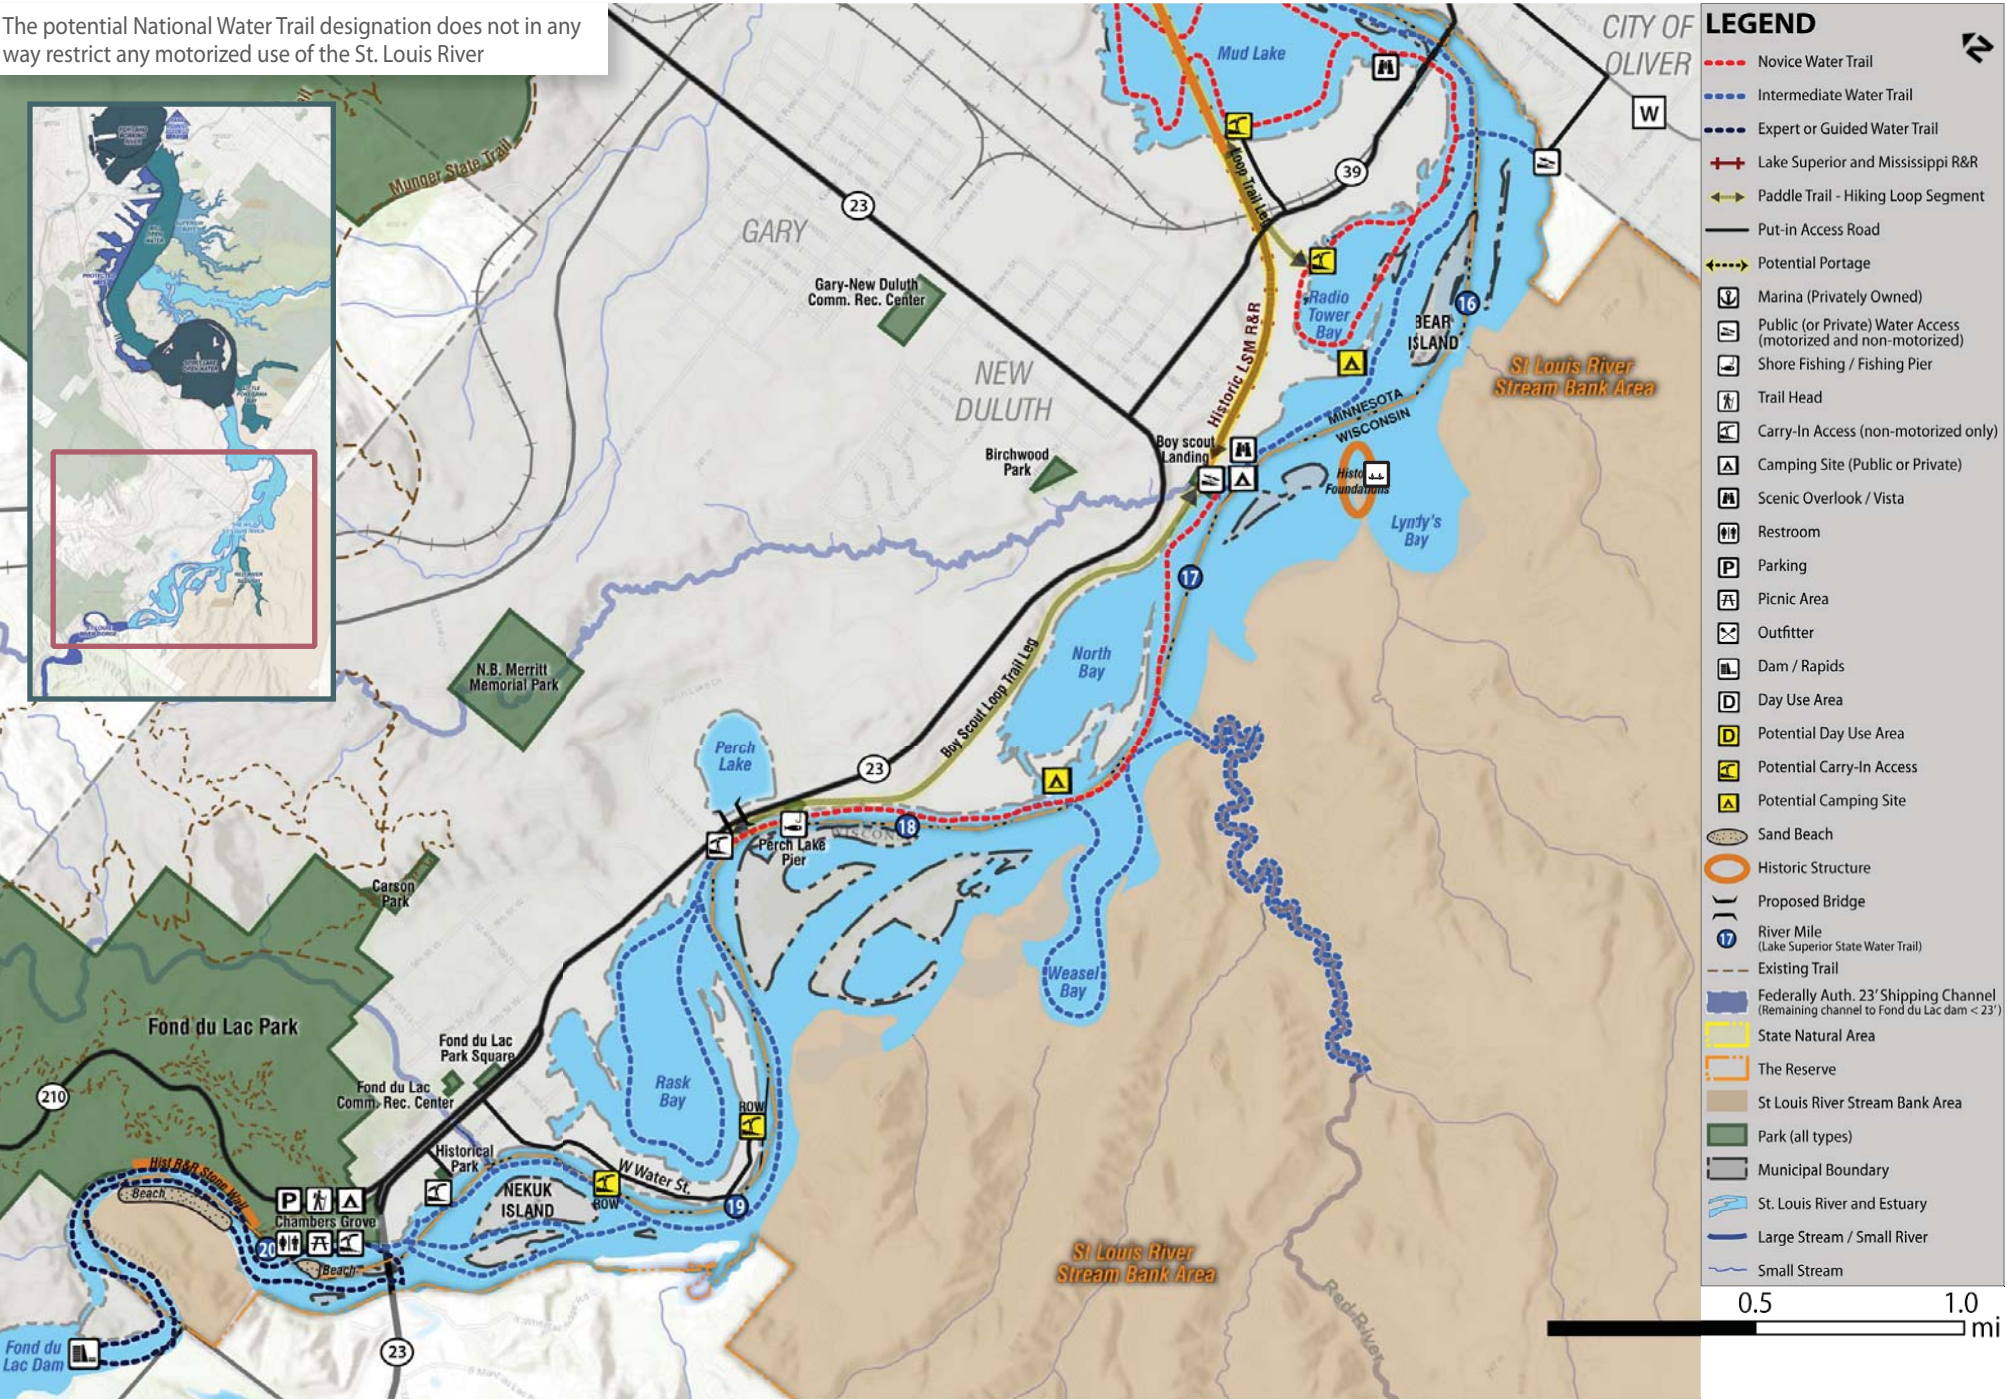 The potential National Water Trail designation does not in any
way restrict any motorized use of the St. Louis River
Munger State Trail
GARY
Gary-New Duluth
Comm. Rec. Center
NEW
DULUTH
Birchwood
Park
N.B. Merritt
Memorial Park
Perch
Lake
Carson
Park
Fond du Lac Park
Fond du Lac
Park Square
Fond du Lac
Comm. Rec. Center
Historical
Park
210
Hist R&R Stone Wall
Beach
WISCONSIN
P
Chambers Grove
20
Beach
Fond du
Lac Dam
23
NEKUK
ISLAND
ROW
W Water St.
19
ROW
Rask
Bay
Perch Lake
Pier
18
23
Boy Scout Loop Trail Leg
North
Bay
17
Weasel
Bay
Red River
St Louis River
Stream Bank Area
Boy scout
Landing
Historic LSM R&R
23
39
Loop Trail Leg
Mud Lake
Radio
Tower
Bay
BEAR
ISLAND
16
MINNESOTA
WISCONSIN
Foundations
Lyndy's
Bay
St Louis River
Stream Bank Area
CITY OF
OLIVER
W
LEGEND
N
Novice Water Trail
Intermediate Water Trail
Expert or Guided Water Trail
Lake Superior and Mississippi R&R
Paddle Trail - Hiking Loop Segment
Put-in Access Road
Potential Portage
Marina (Privately Owned)
Public (or Private) Water Access
(motorized and non-motorized)
Shore Fishing / Fishing Pier
Trail Head
Carry-In Access (non-motorized only)
Camping Site (Public or Private)
Scenic Overlook / Vista
Restroom
P Parking
Picnic Area
Outfitter
Dam / Rapids
D Day Use Area
D Potential Day Use Area
Potential Carry-In Access
Potential Camping Site
Sand Beach
Historic Structure
Proposed Bridge
17 River Mile
(Lake Superior State Water Trail)
Existing Trail
Federally Auth. 23' Shipping Channel
(Remaining channel to Fond du Lac dam < 23')
State Natural Area
The Reserve
St Louis River Stream Bank Area
Park (all types)
Municipal Boundary
St. Louis River and Estuary
Large Stream / Small River
Small Stream
0.5 1.0
mi